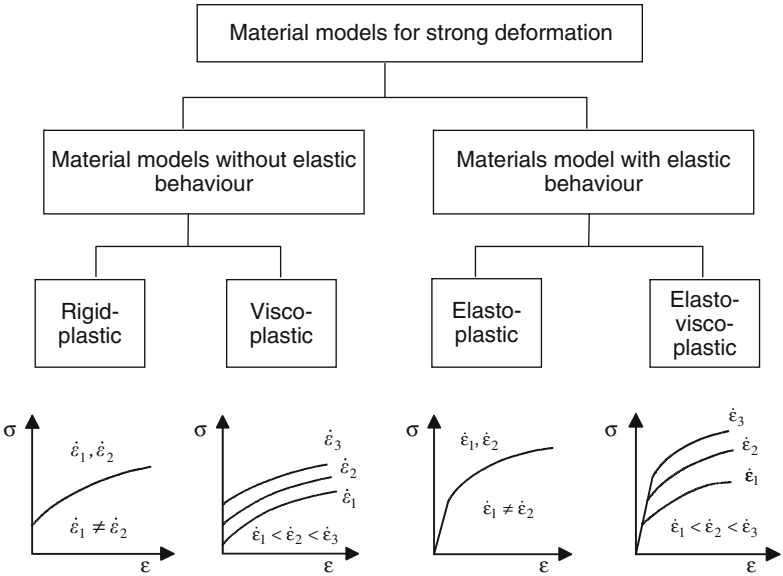 Material models for strong deformation
Material models without elastic
behaviour
Materials model with elastic
behaviour
Rigid-
plastic
Visco-
plastic
Elasto-
plastic
Elasto-
visco-
plastic
σ
ε̇1, ε̇2
ε̇1 ≠ ε̇2
ε
σ
ε̇3
ε̇2
ε̇1
ε̇1 < ε̇2 < ε̇3
ε
σ
ε̇1, ε̇2
ε̇1 ≠ ε̇2
ε
σ
ε̇3
ε̇2
ε̇1
ε̇1 < ε̇2 < ε̇3
ε